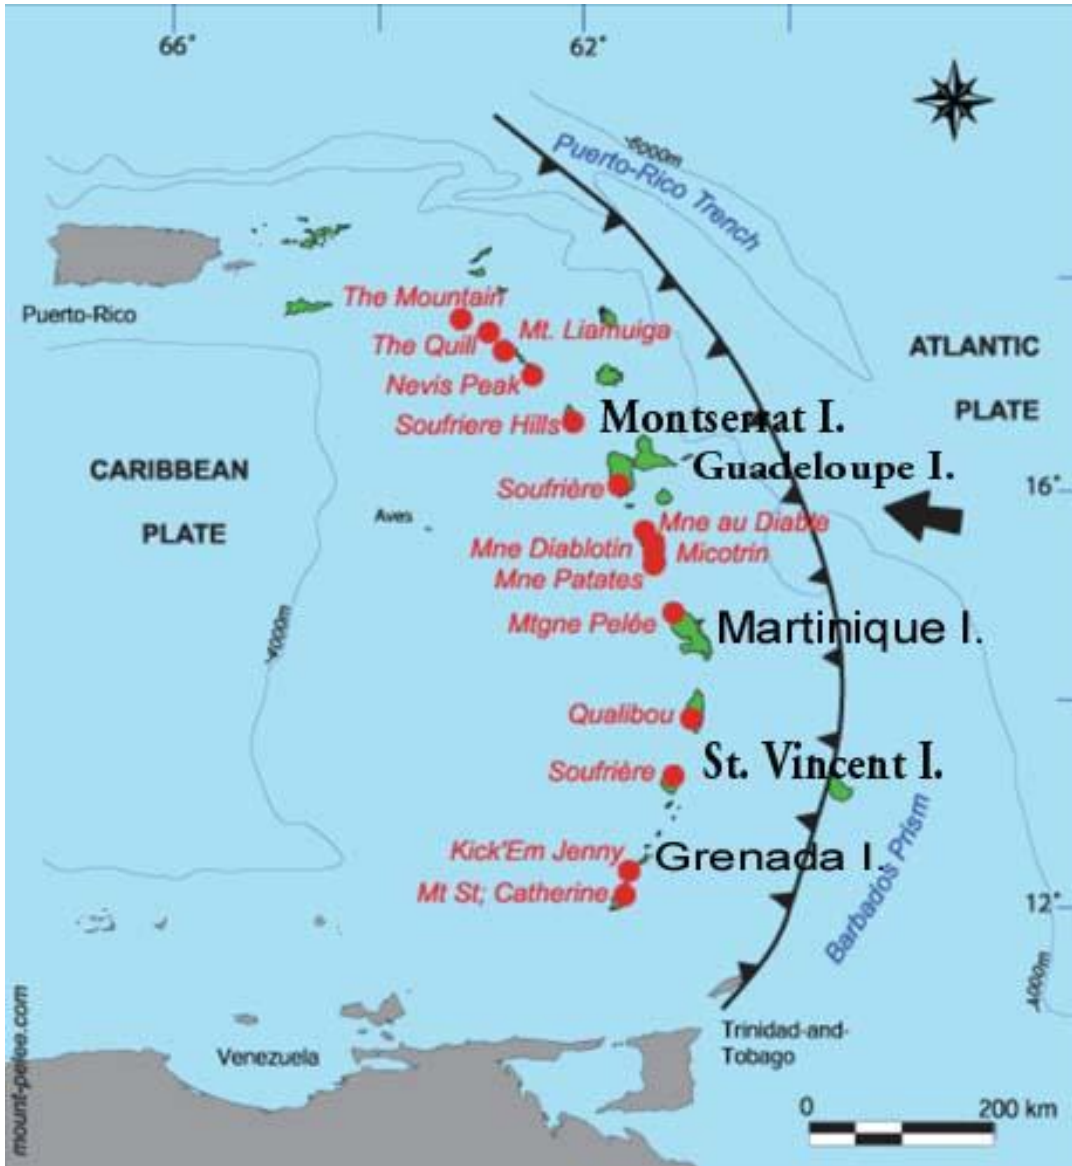 66°
62°
-6000m
Puerto-Rico Trench
Puerto-Rico
The Mountain
Mt. Liamuiga
The Quill
Nevis Peak
ATLANTIC
PLATE
Soufriere Hills
Montserrat I.
CARIBBEAN
PLATE
Guadeloupe I.
Soufrière
16°
Aves
Mne au Diable
Mne Diablotin
Micotrin
Mne Patates
Mtgne Pelée
Martinique I.
-4000m
Qualibou
Soufrière
St. Vincent I.
Kick'Em Jenny
Grenada I.
Mt St; Catherine
Barbados Prism
12°
-4000m
mount-pelee.com
Venezuela
Trinidad-and-
Tobago
0
200 km